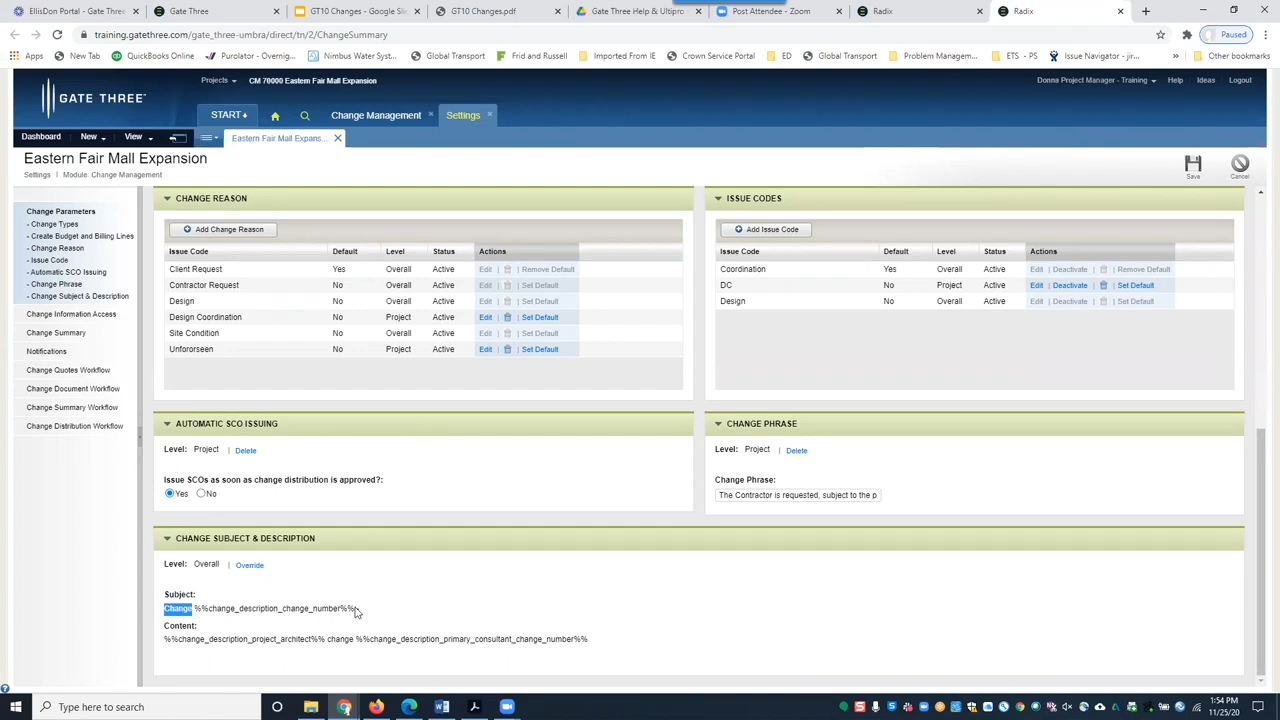 EllisDon Portal - Gate Thre
GT10 Changes - Google Slid
GT10 Changes.pdf
Gate Three Help & Uptipro
Post Attendee - Zoom
Radix
Radix
training.gatethree.com/gate_three-umbra/direct/tn/2/ChangeSummary
Paused
Apps
New Tab
QuickBooks Online
Purolator - Overnig...
Nimbus Water Syst...
Global Transport
Frid and Russell
Imported From IE
Crown Service Portal
ED
Problem Managem...
ETS - PS
Issue Navigator - jir...
Other bookmarks
GATE THREE
Projects
CM 70000 Eastern Fair Mall Expansion
Donna Project Manager - Training
Help
Ideas
Logout
START
Change Management
Settings
Dashboard
New
View
Eastern Fair Mall Expans...
Eastern Fair Mall Expansion
Settings | Module: Change Management
Save
Cancel
Change Parameters
- Change Types
- Create Budget and Billing Lines
- Change Reason
- Issue Code
- Automatic SCO Issuing
- Change Phrase
- Change Subject & Description
Change Information Access
Change Summary
Notifications
Change Quotes Workflow
Change Document Workflow
Change Summary Workflow
Change Distribution Workflow
CHANGE REASON
Add Change Reason
Issue Code Default Level Status Actions
Client Request Yes Overall Active Edit | | Remove Default
Contractor Request No Overall Active Edit | | Set Default
Design No Overall Active Edit | | Set Default
Design Coordination No Project Active Edit | | Set Default
Site Condition No Overall Active Edit | | Set Default
Unfororseen No Project Active Edit | | Set Default
ISSUE CODES
Add Issue Code
Issue Code Default Level Status Actions
Coordination Yes Overall Active Edit | Deactivate | | Remove Default
DC No Project Active Edit | Deactivate | | Set Default
Design No Overall Active Edit | Deactivate | | Set Default
AUTOMATIC SCO ISSUING
Level: Project | Delete
Issue SCOs as soon as change distribution is approved?:
Yes No
CHANGE PHRASE
Level: Project | Delete
Change Phrase:
The Contractor is requested, subject to the p
CHANGE SUBJECT & DESCRIPTION
Level: Overall | Override
Subject:
Change %%change_description_change_number%%
Content:
%%change_description_project_architect%% change %%change_description_primary_consultant_change_number%%
Type here to search
1:54 PM
11/25/20